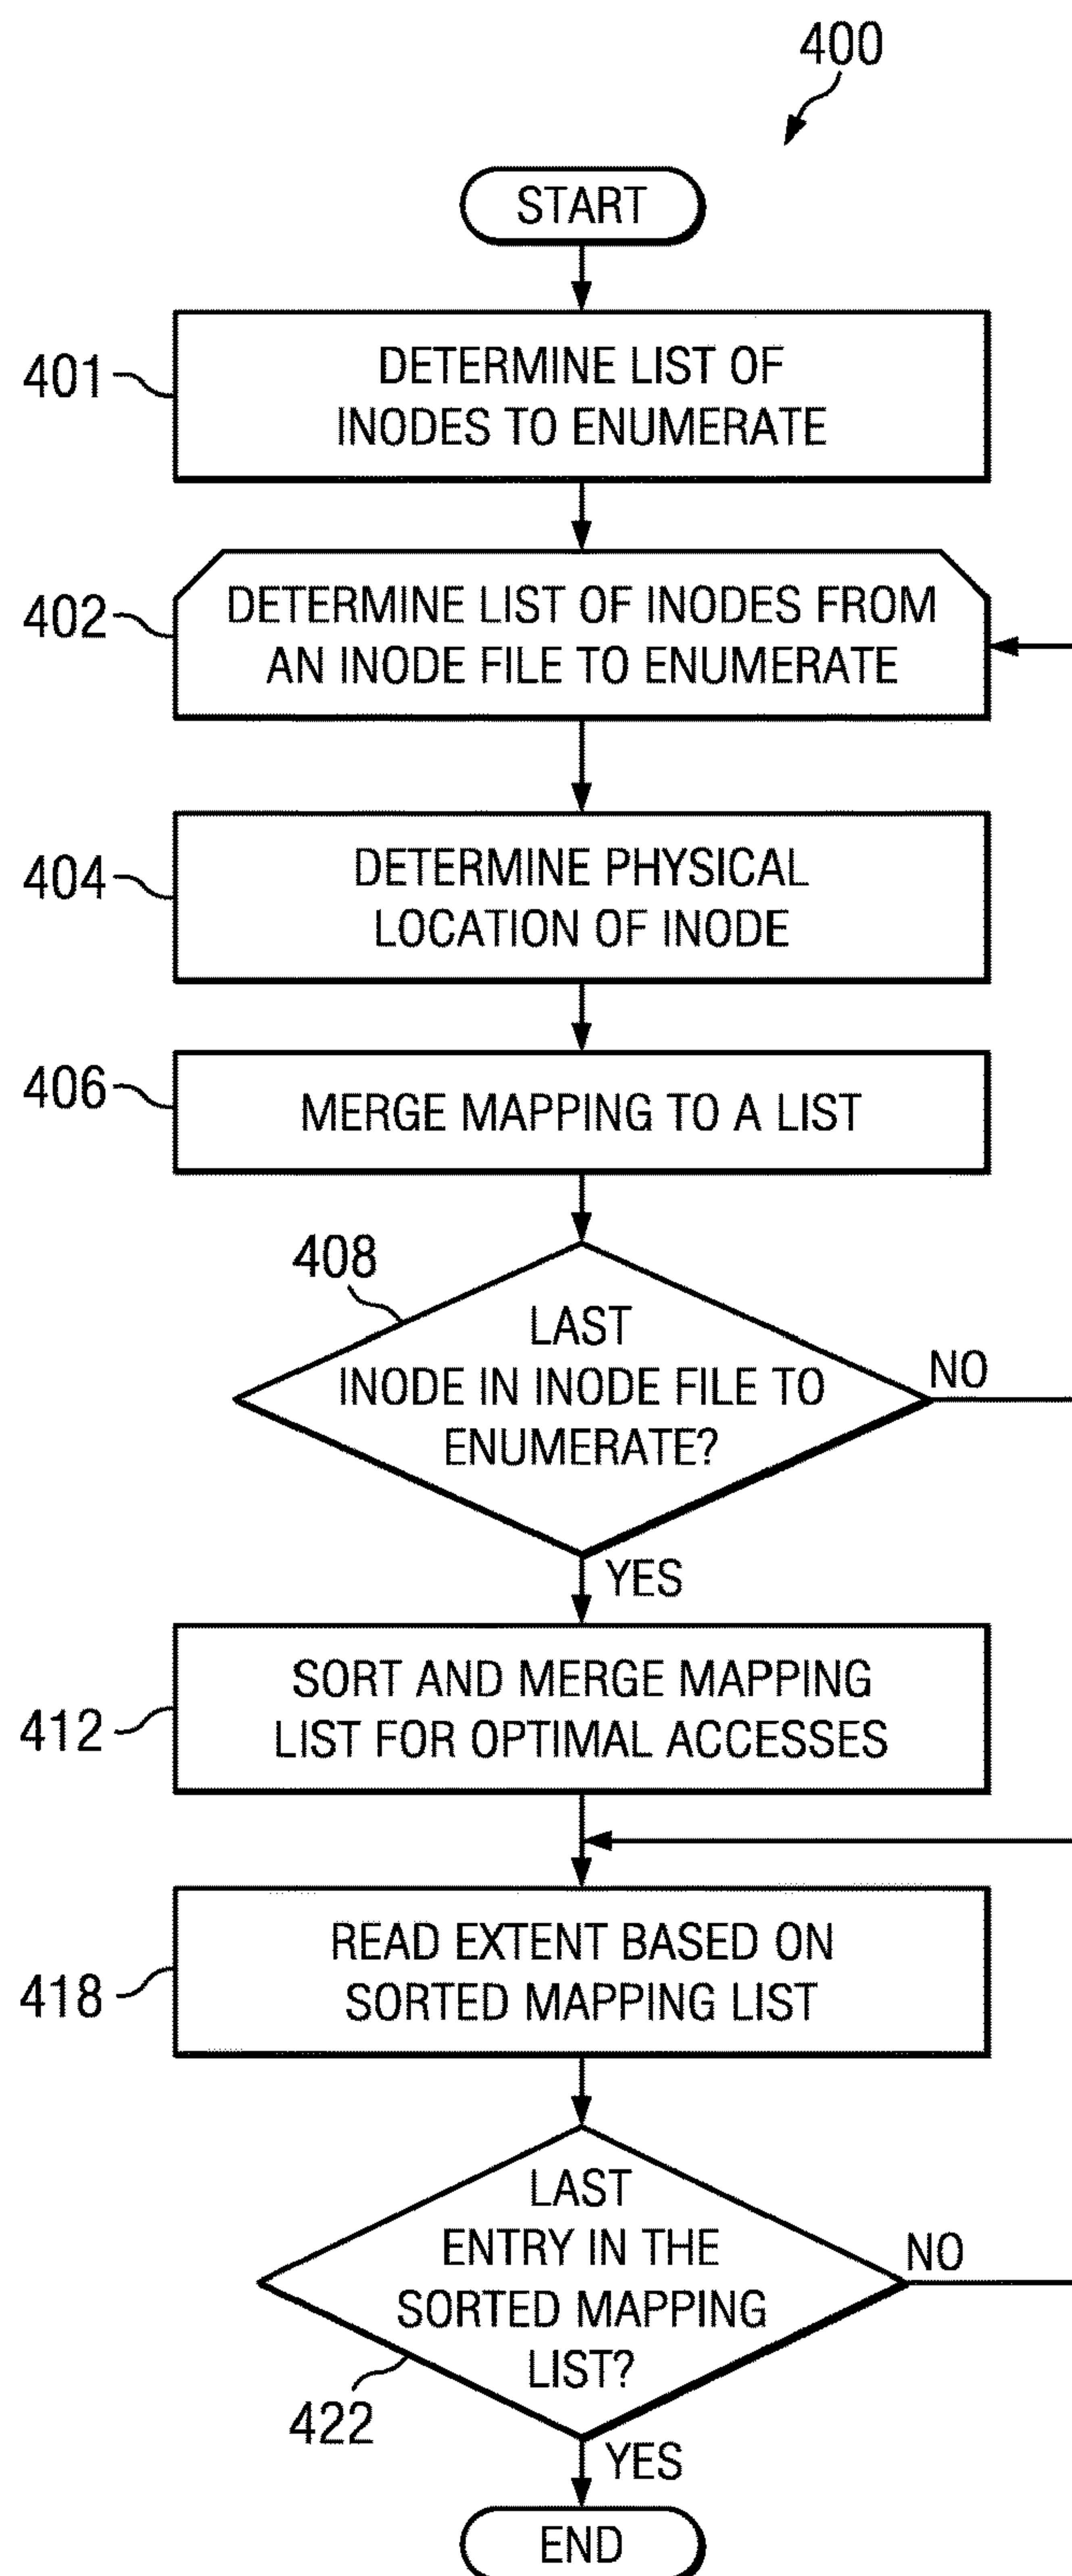 400
START
401
DETERMINE LIST OF
INODES TO ENUMERATE
402
DETERMINE LIST OF INODES FROM
AN INODE FILE TO ENUMERATE
404
DETERMINE PHYSICAL
LOCATION OF INODE
406
MERGE MAPPING TO A LIST
408
LAST
INODE IN INODE FILE TO
ENUMERATE?
NO
YES
412
SORT AND MERGE MAPPING
LIST FOR OPTIMAL ACCESSES
418
READ EXTENT BASED ON
SORTED MAPPING LIST
LAST
ENTRY IN THE
SORTED MAPPING
LIST?
NO
422
YES
END